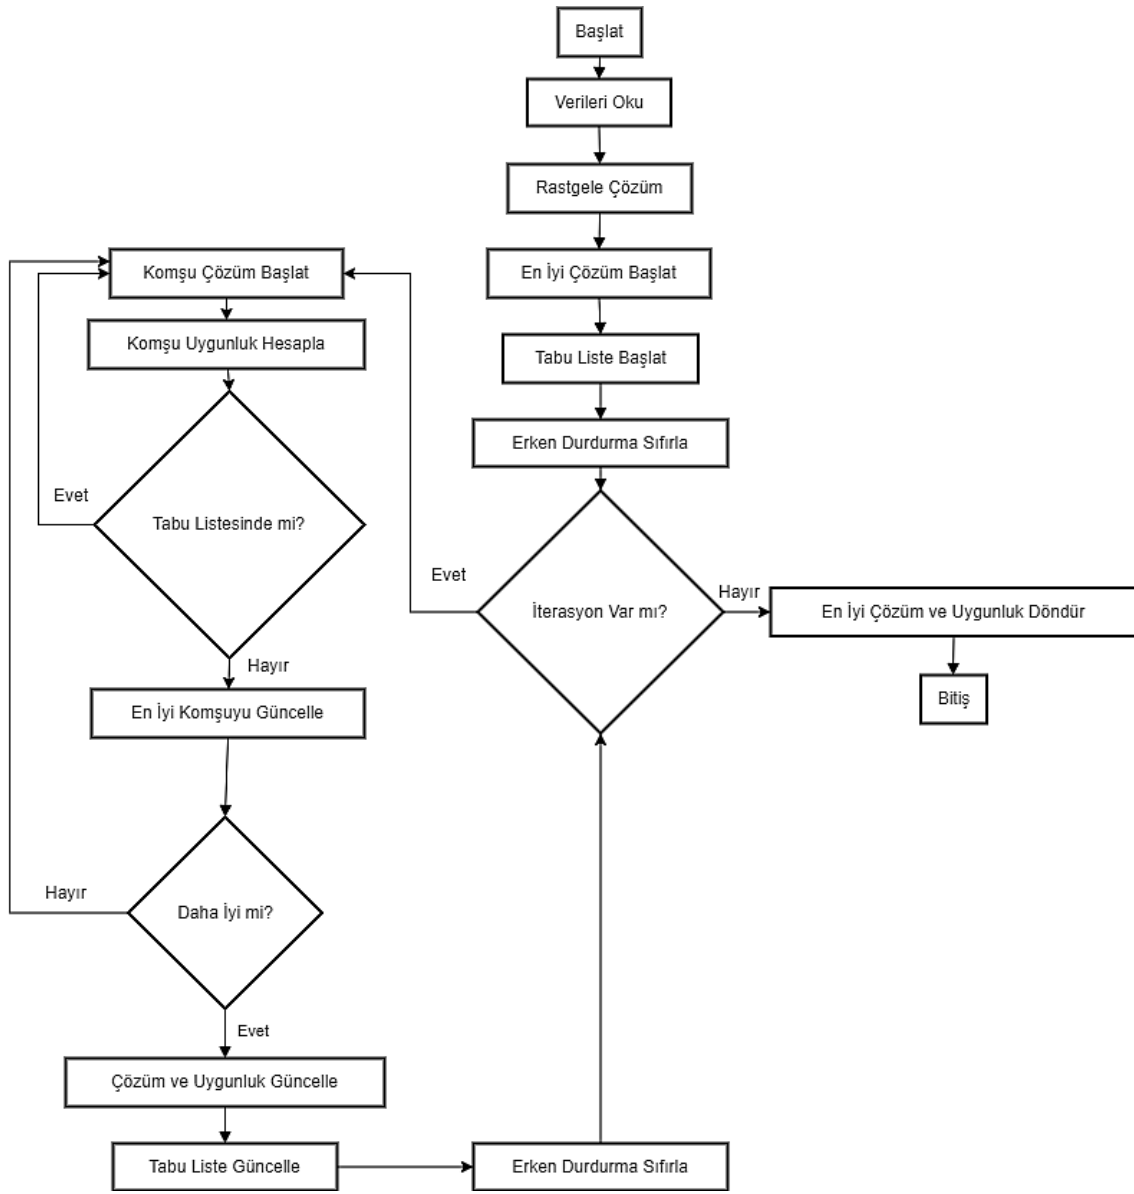 Başlat
Verileri Oku
Rastgele Çözüm
En İyi Çözüm Başlat
Tabu Liste Başlat
Erken Durdurma Sıfırla
İterasyon Var mı?
Evet
Hayır
En İyi Çözüm ve Uygunluk Döndür
Bitiş
Komşu Çözüm Başlat
Komşu Uygunluk Hesapla
Tabu Listesinde mi?
Evet
Hayır
En İyi Komşuyu Güncelle
Daha İyi mi?
Hayır
Evet
Çözüm ve Uygunluk Güncelle
Tabu Liste Güncelle
Erken Durdurma Sıfırla